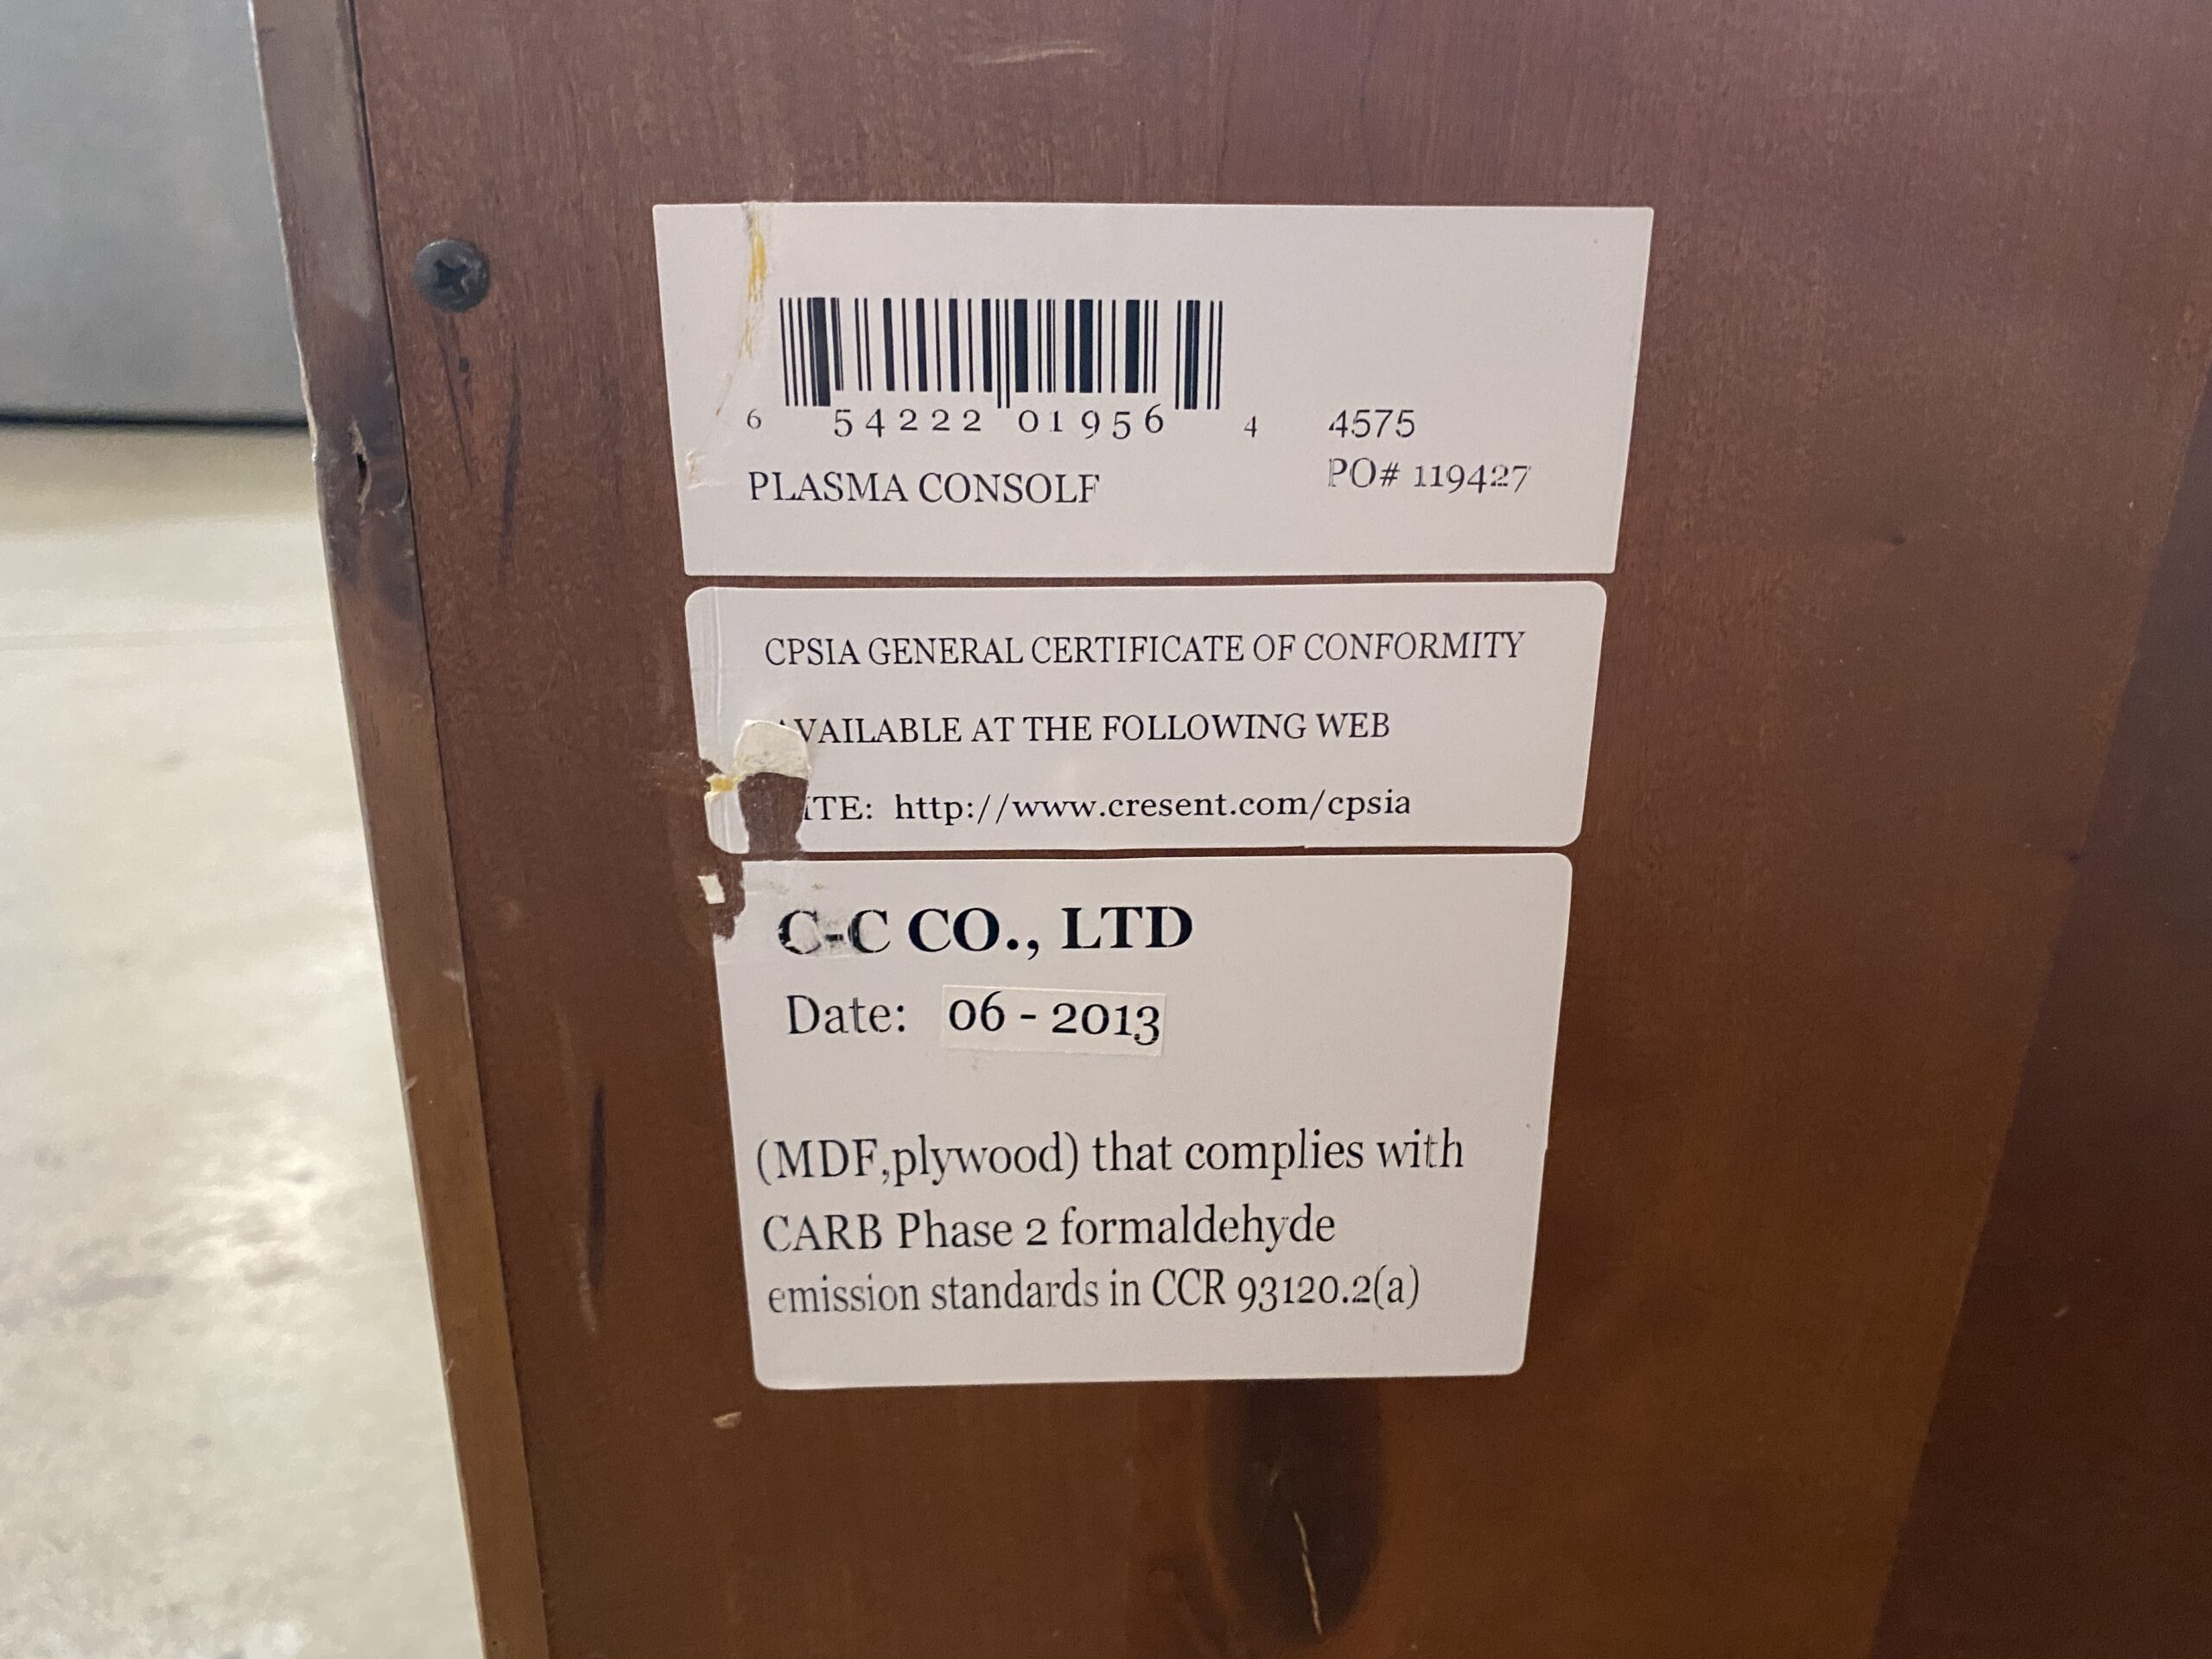 6 54222 01956 4 4575
PLASMA CONSOLF PO# 119427
CPSIA GENERAL CERTIFICATE OF CONFORMITY
AVAILABLE AT THE FOLLOWING WEB
ITE: http://www.cresent.com/cpsia
C-C CO., LTD
Date: 06 - 2013
(MDF,plywood) that complies with
CARB Phase 2 formaldehyde
emission standards in CCR 93120.2(a)